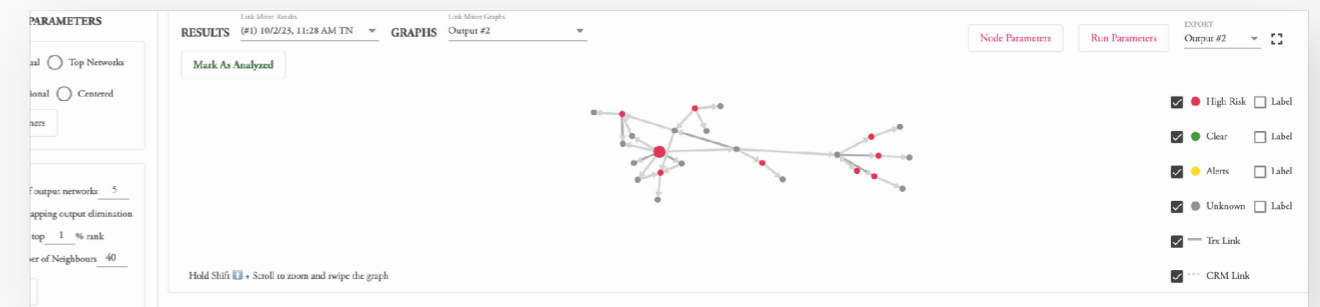 PARAMETERS
Top Networks
Centered
output networks 5
output elimination
top 1 % rank
of Neighbours 40
Link Miner Results
RESULTS (#1) 10/2/23, 11:28 AM TN
Link Miner Graphs
GRAPHS Output #2
Mark As Analyzed
Node Parameters
Run Parameters
EXPORT
Output #2
High Risk Label
Clear Label
Alerts Label
Unknown Label
Trx Link
CRM Link
Hold Shift ⬆ + Scroll to zoom and swipe the graph